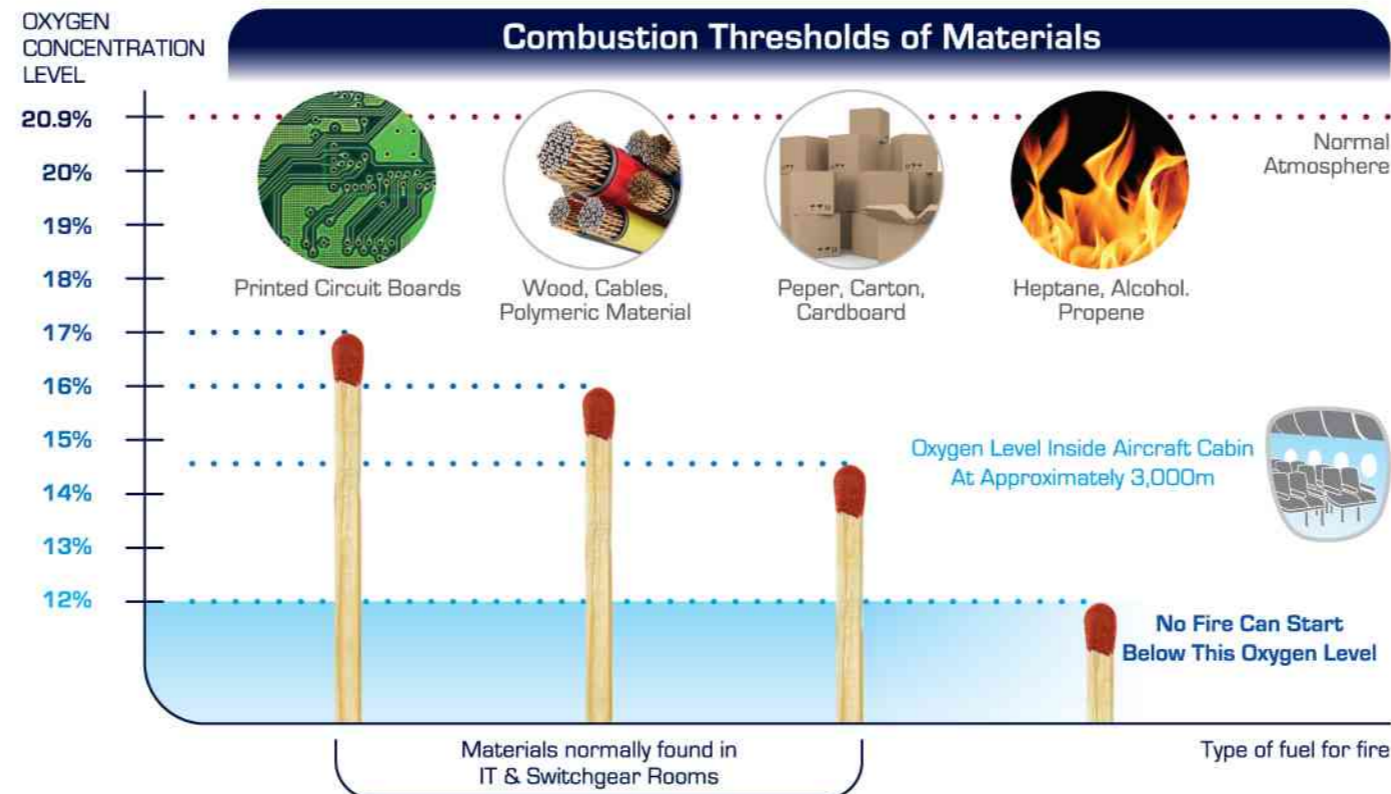 OXYGEN
CONCENTRATION
LEVEL
Combustion Thresholds of Materials
20.9%
20%
19%
18%
17%
16%
15%
14%
13%
12%
Normal
Atmosphere
Printed Circuit Boards
Wood, Cables,
Polymeric Material
Peper, Carton,
Cardboard
Heptane, Alcohol.
Propene
Oxygen Level Inside Aircraft Cabin
At Approximately 3,000m
No Fire Can Start
Below This Oxygen Level
Materials normally found in
IT & Switchgear Rooms
Type of fuel for fire